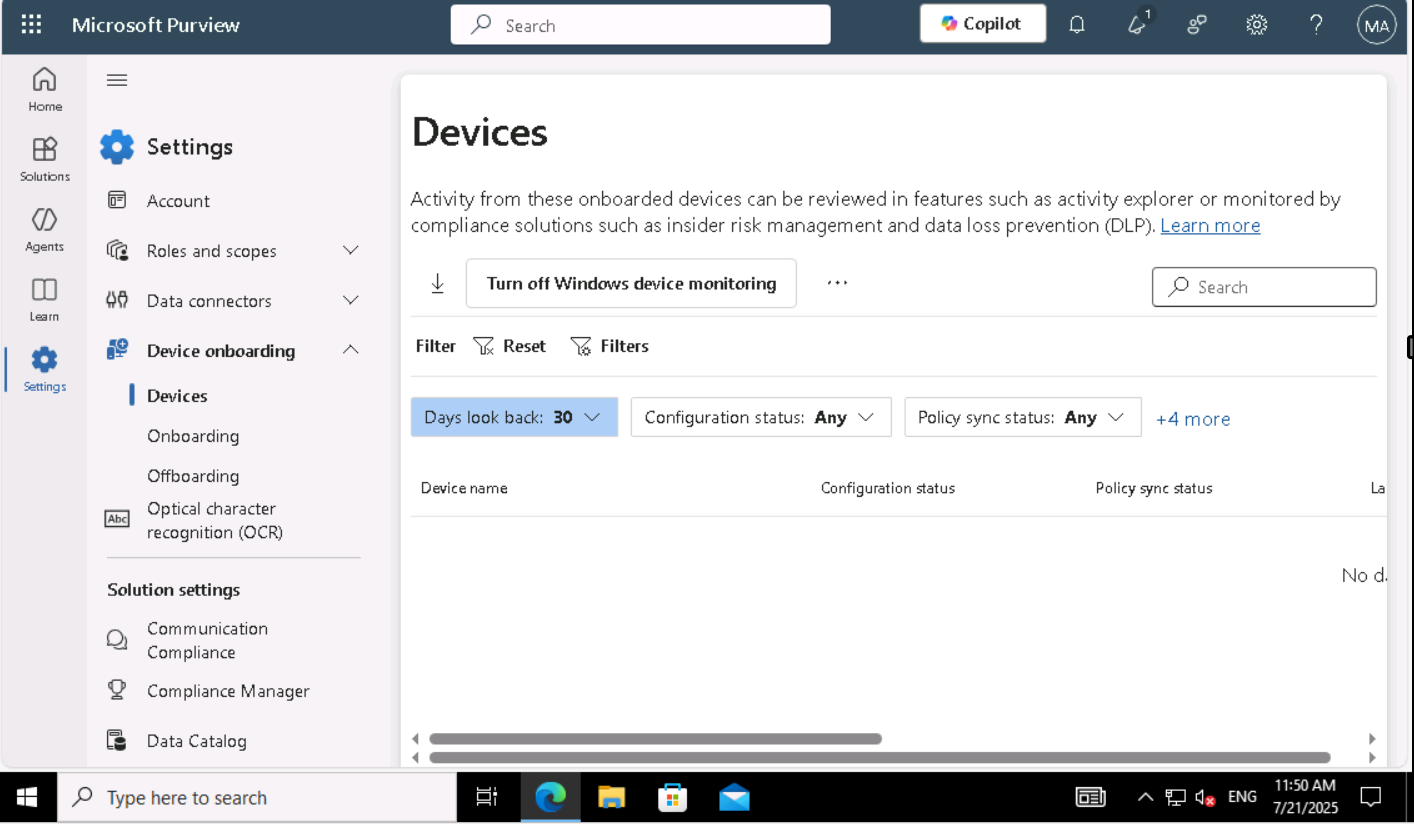 Microsoft Purview
Search
Copilot
1
MA
Home
Solutions
Agents
Learn
Settings
Settings
Account
Roles and scopes
Data connectors
Device onboarding
Devices
Onboarding
Offboarding
Optical character
recognition (OCR)
Abc
Solution settings
Communication
Compliance
Compliance Manager
Data Catalog
Devices
Activity from these onboarded devices can be reviewed in features such as activity explorer or monitored by
compliance solutions such as insider risk management and data loss prevention (DLP). Learn more
Turn off Windows device monitoring
Search
Filter Reset Filters
Days look back: 30 Configuration status: Any Policy sync status: Any +4 more
Device name Configuration status Policy sync status La
No d
Type here to search
ENG
11:50 AM
7/21/2025